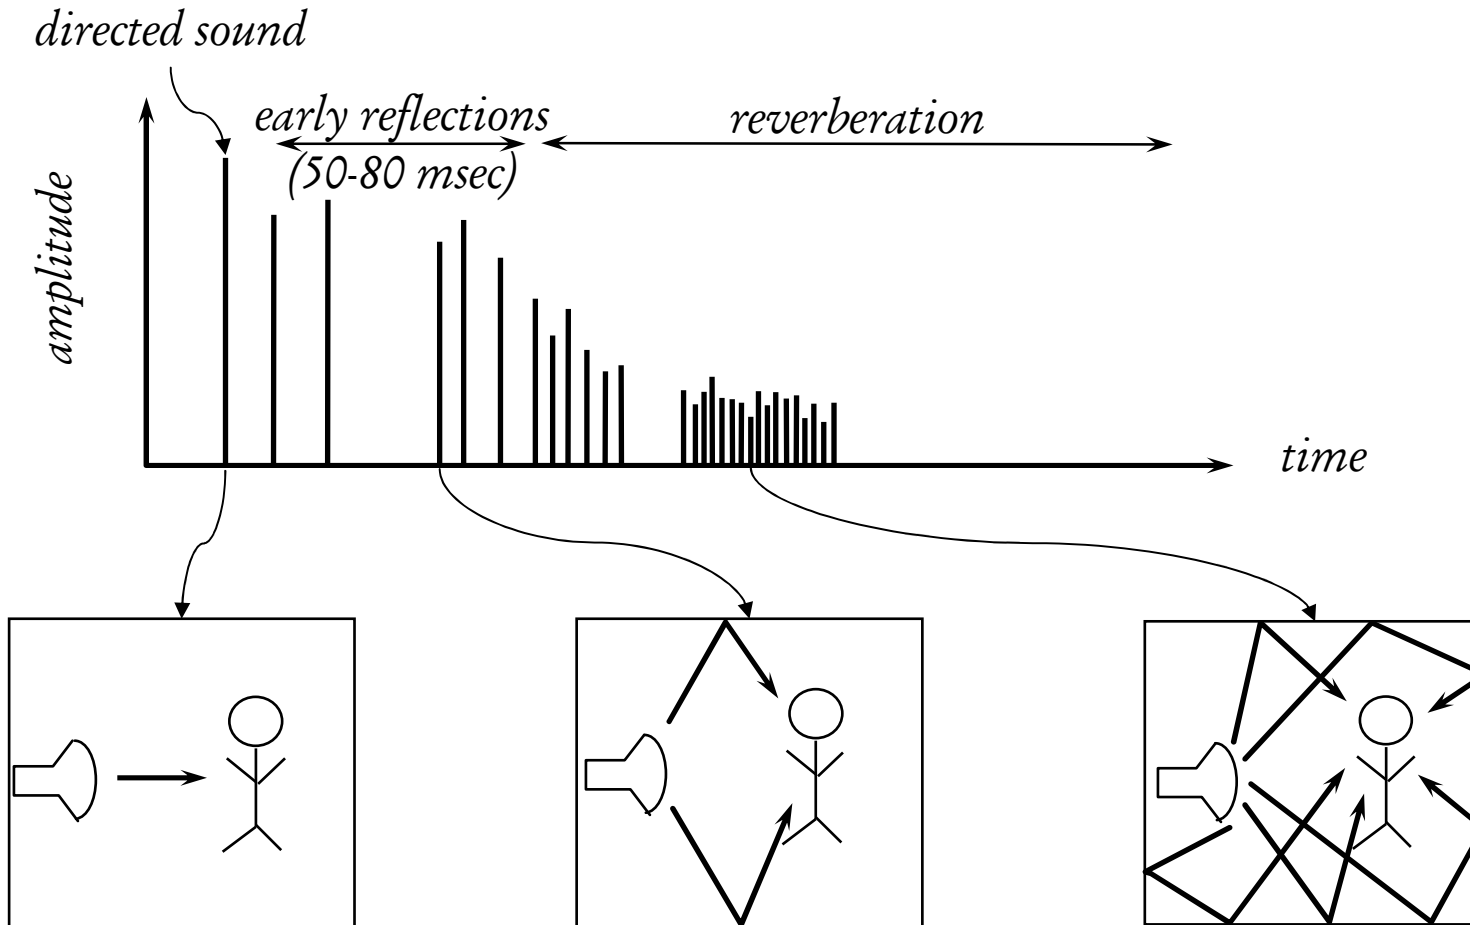 directed sound
early reflections
(50-80 msec)
reverberation
amplitude
time